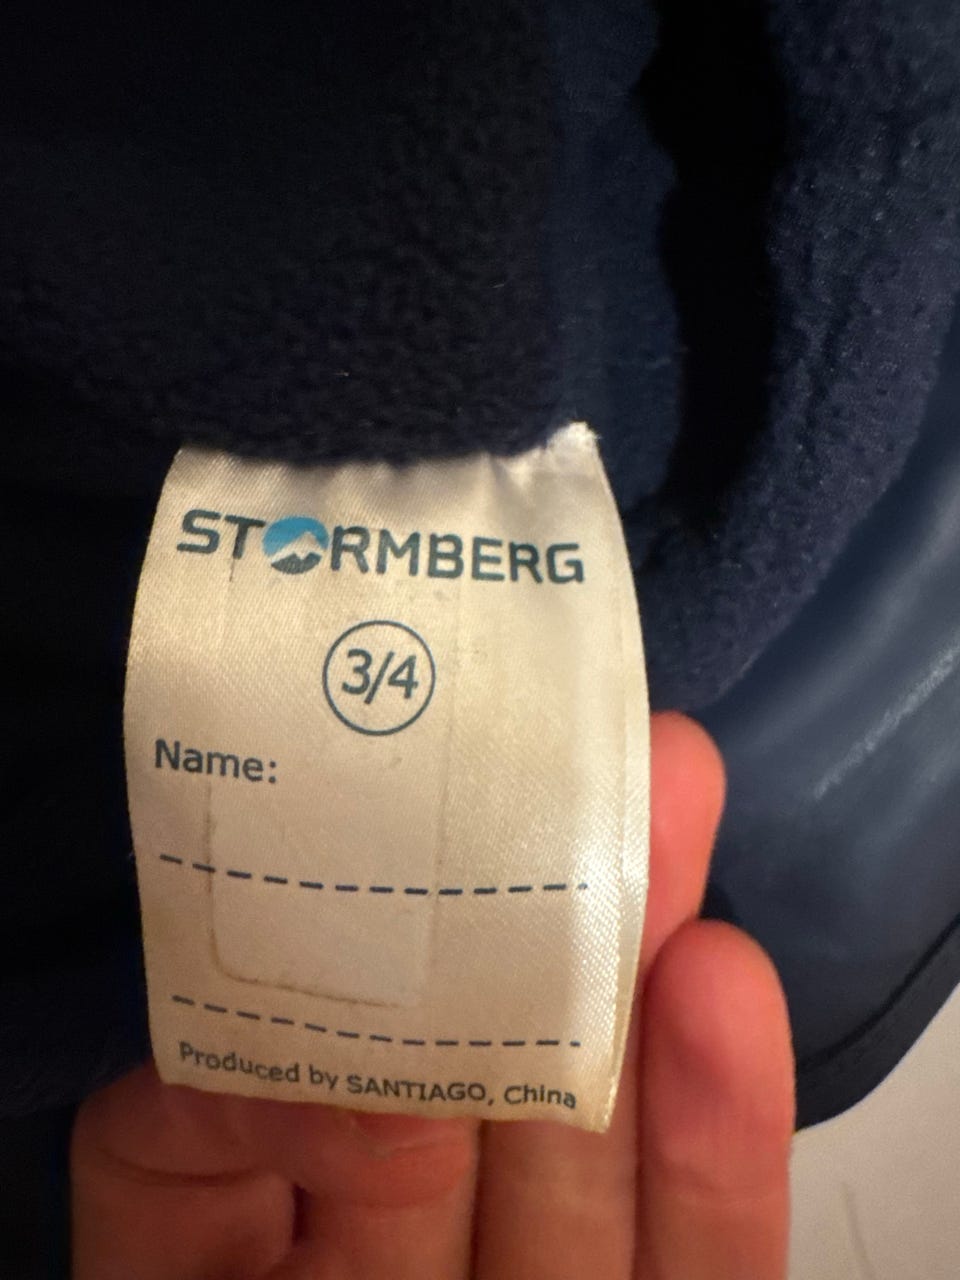 STORMBERG
3/4
Name:
Produced by SANTIAGO, China